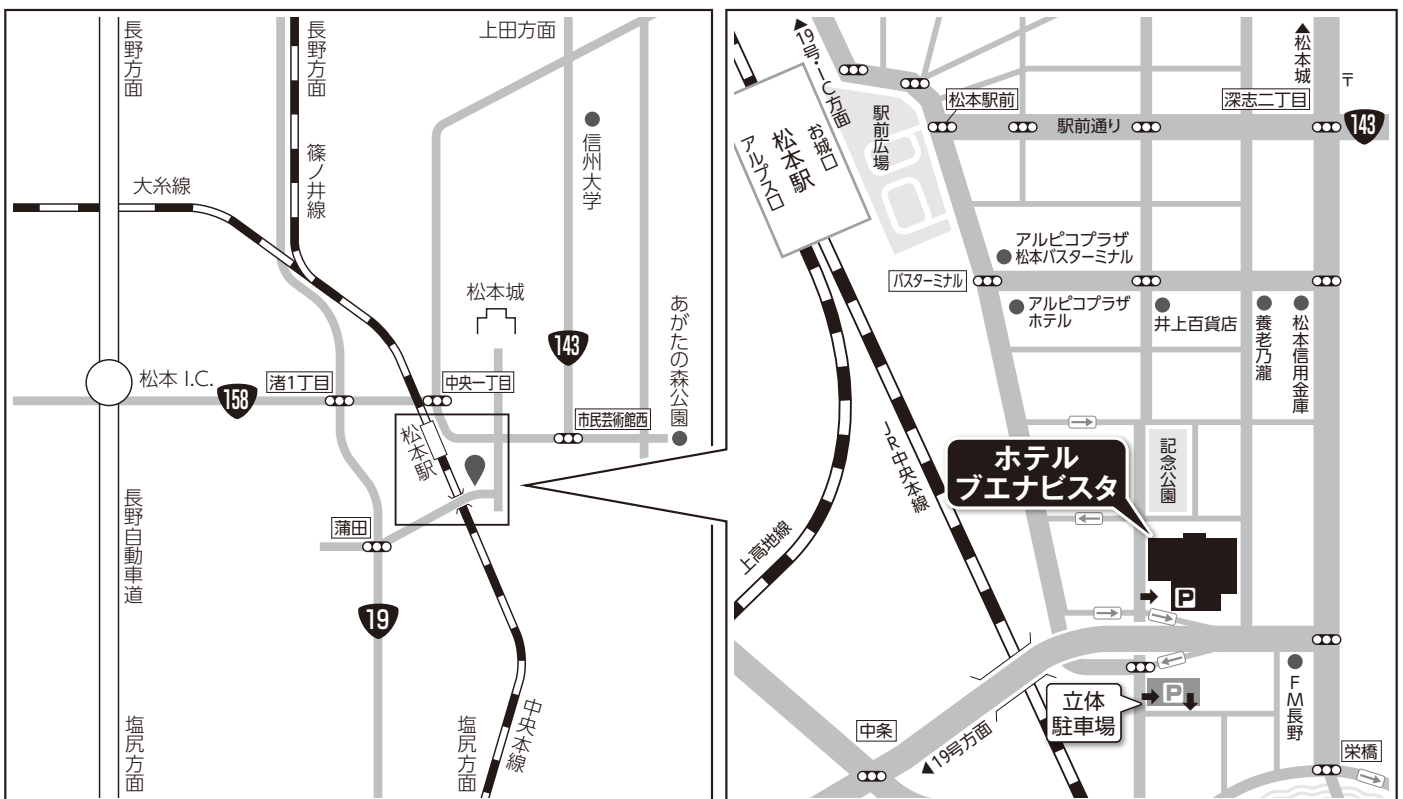 長野方面
長野方面
篠ノ井線
大糸線
上田方面
信州大学
松本城
あがたの森公園
143
松本 I.C.
158
渚1丁目
中央一丁目
市民芸術館西
松本駅
蒲田
19
長野自動車道
塩尻方面
塩尻方面
中央本線
▲19号・IC方面
お城口
松本駅
アルプス口
駅前広場
松本駅前
駅前通り
深志二丁目
▲松本城
〒
143
アルピコプラザ
松本バスターミナル
バスターミナル
アルピコプラザ
ホテル
井上百貨店
養老乃瀧
松本信用金庫
JR中央本線
上高地線
記念公園
ホテル
ブエナビスタ
P
立体
駐車場
P
FM長野
中条
▲19号方面
栄橋